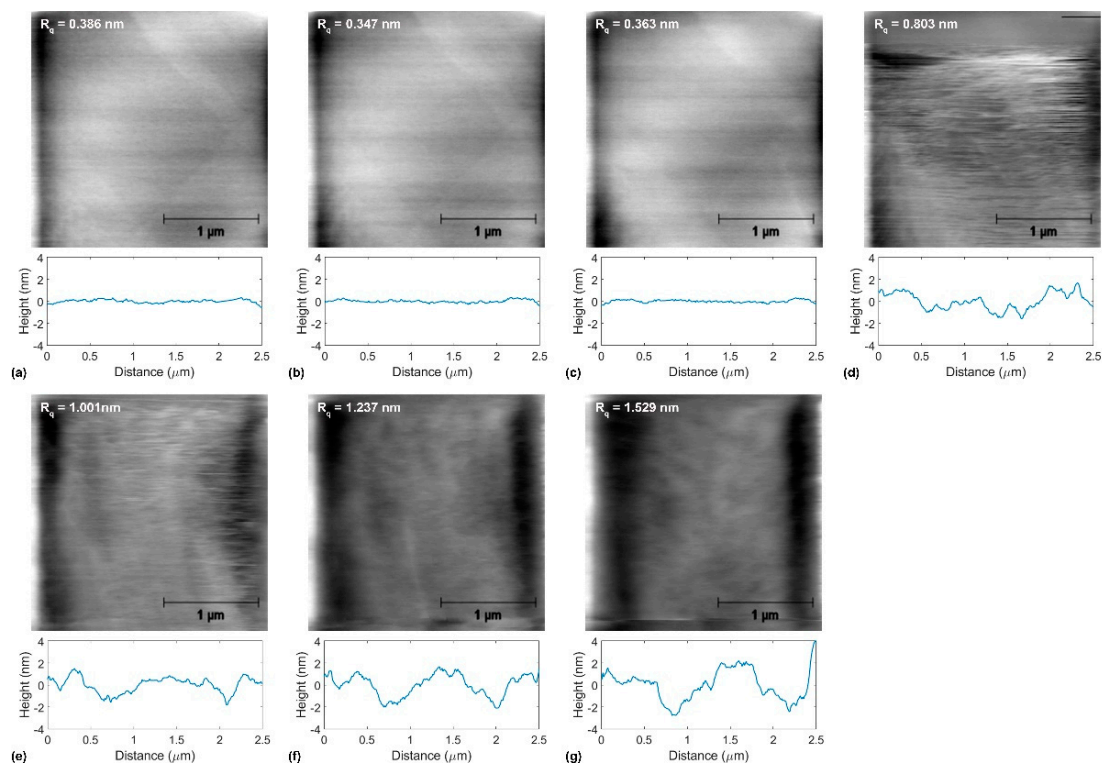 Rq = 0.386 nm
Rq = 0.347 nm
Rq = 0.363 nm
Rq = 0.803 nm
1 µm
1 µm
1 µm
1 µm
Height (nm)
4
2
0
-2
-4
0 0.5 1 1.5 2 2.5
Distance (µm)
(a)
Height (nm)
4
2
0
-2
-4
0 0.5 1 1.5 2 2.5
Distance (µm)
(b)
Height (nm)
4
2
0
-2
-4
0 0.5 1 1.5 2 2.5
Distance (µm)
(c)
Height (nm)
4
2
0
-2
-4
0 0.5 1 1.5 2 2.5
Distance (µm)
(d)
Rq = 1.001nm
Rq = 1.237 nm
Rq = 1.529 nm
1 µm
1 µm
1 µm
Height (nm)
4
2
0
-2
-4
0 0.5 1 1.5 2 2.5
Distance (µm)
(e)
Height (nm)
4
2
0
-2
-4
0 0.5 1 1.5 2 2.5
Distance (µm)
(f)
Height (nm)
4
2
0
-2
-4
0 0.5 1 1.5 2 2.5
Distance (µm)
(g)